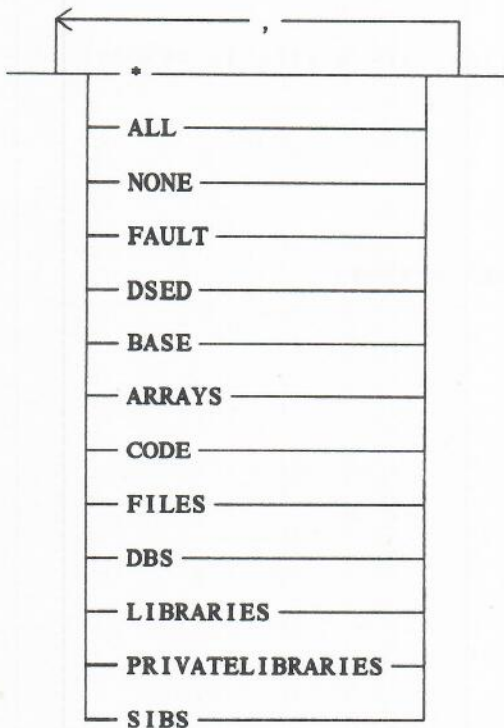 ,
*
ALL
NONE
FAULT
DSED
BASE
ARRAYS
CODE
FILES
DBS
LIBRARIES
PRIVATELIBRARIES
SIBS